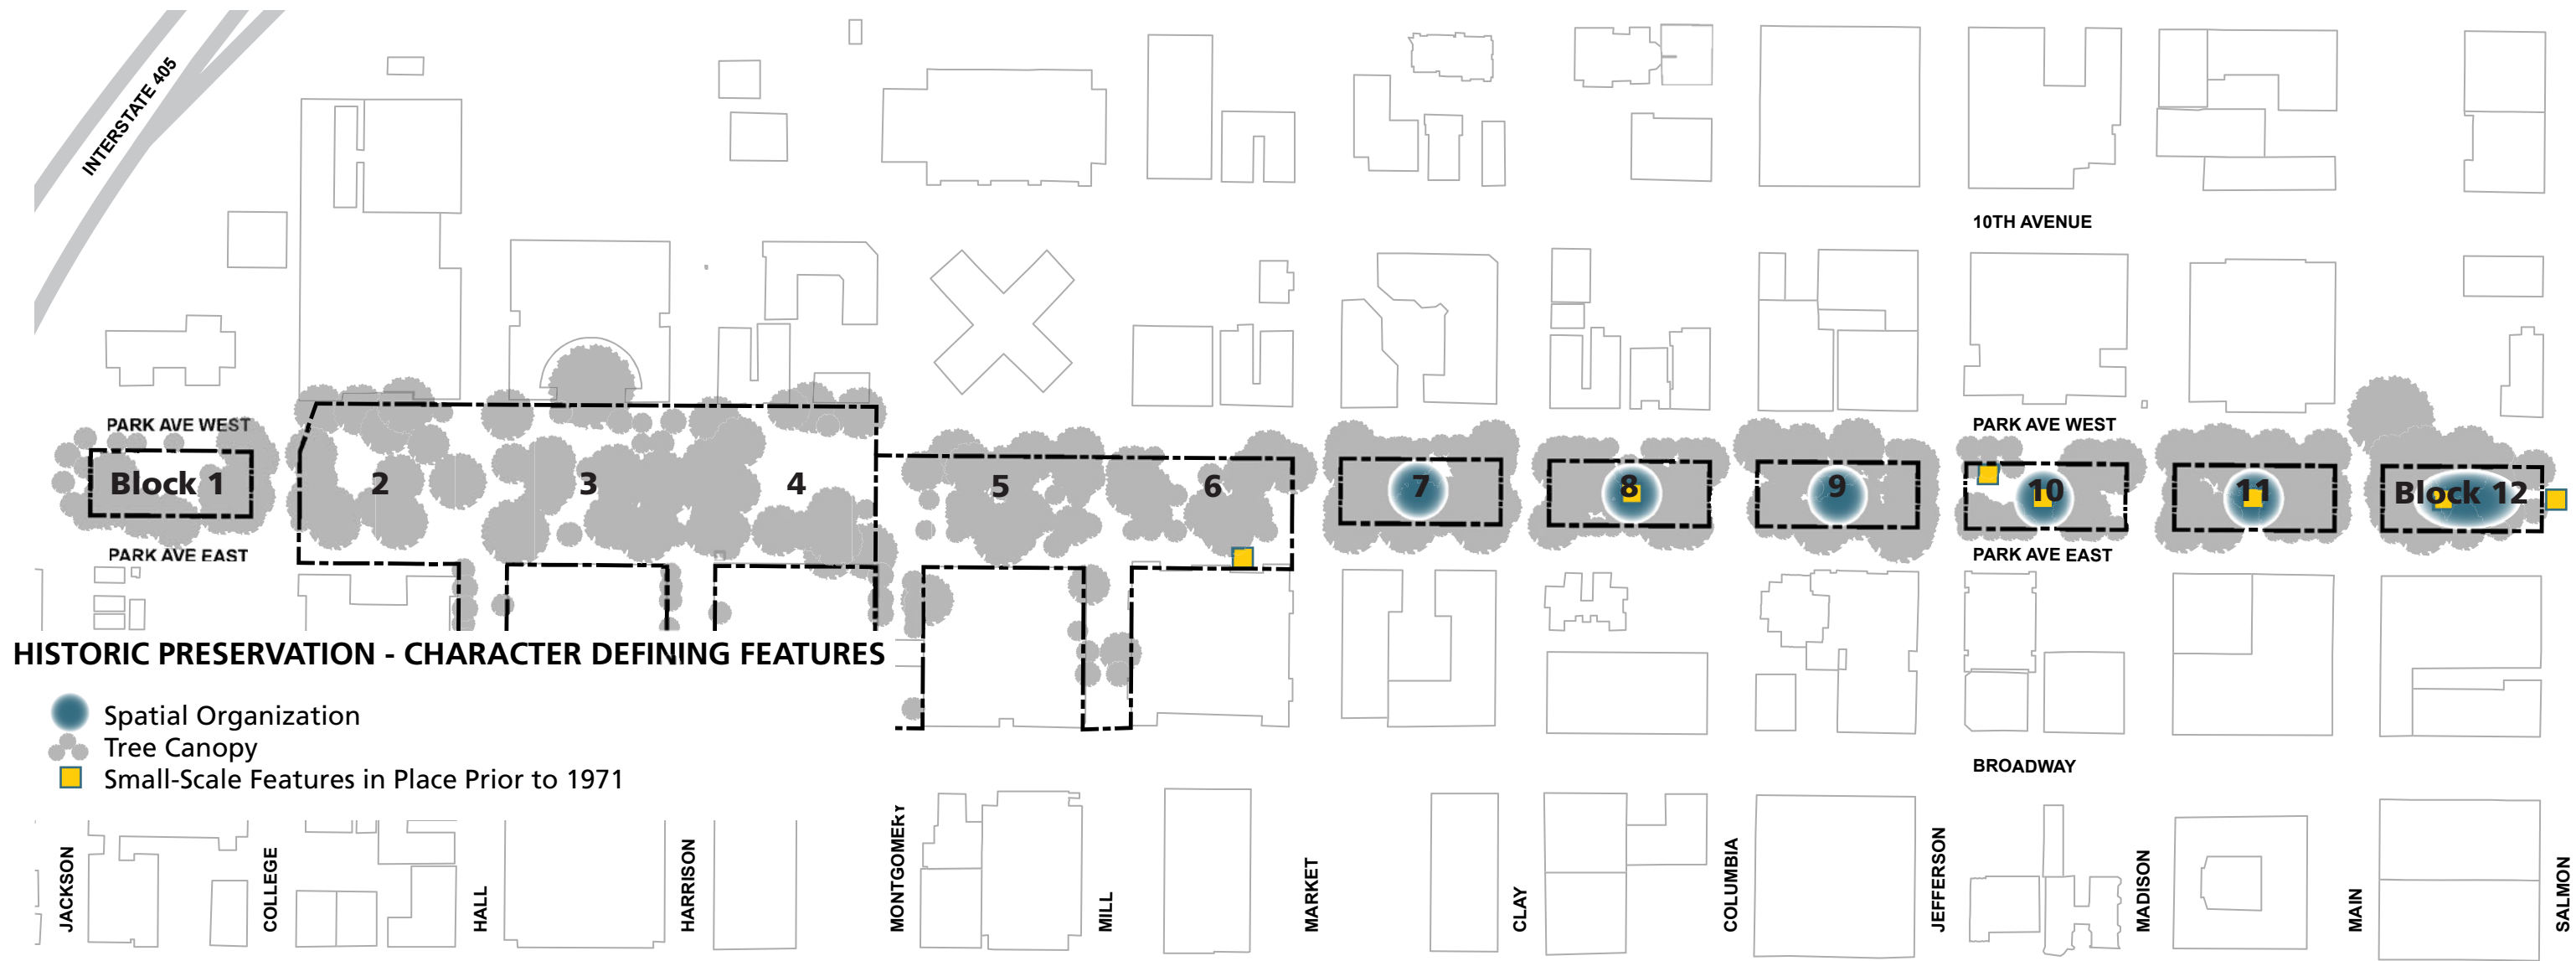 INTERSTATE 405
10TH AVENUE
PARK AVE WEST
PARK AVE WEST
Block 1
2
3
4
5
6
7
8
9
10
11
Block 12
PARK AVE EAST
PARK AVE EAST
HISTORIC PRESERVATION - CHARACTER DEFINING FEATURES
Spatial Organization
Tree Canopy
Small-Scale Features in Place Prior to 1971
BROADWAY
JACKSON
COLLEGE
HALL
HARRISON
MONTGOMERY
MILL
MARKET
CLAY
COLUMBIA
JEFFERSON
MADISON
MAIN
SALMON